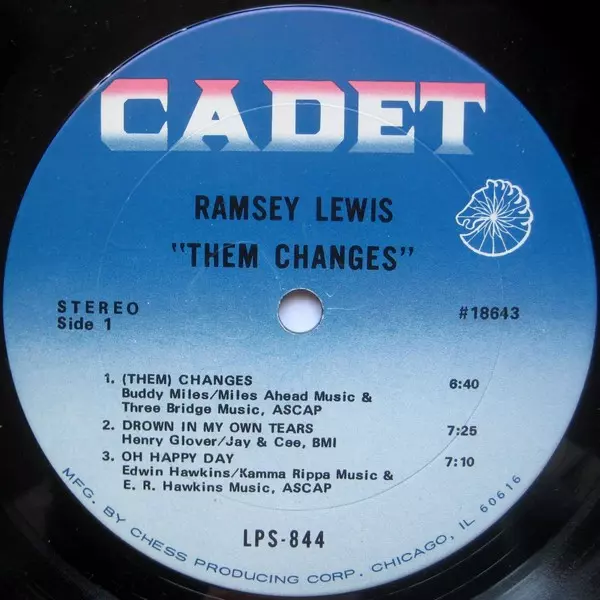 CADET
RAMSEY LEWIS
"THEM CHANGES"
STEREO
Side 1
#18643
1. (THEM) CHANGES 6:40
Buddy Miles/Miles Ahead Music &
Three Bridge Music, ASCAP
2. DROWN IN MY OWN TEARS 7:25
Henry Glover/Jay & Cee, BMI
3. OH HAPPY DAY 7:10
Edwin Hawkins/Kamma Rippa Music &
E. R. Hawkins Music, ASCAP
LPS-844
MFG. BY CHESS PRODUCING CORP. CHICAGO, IL 60616